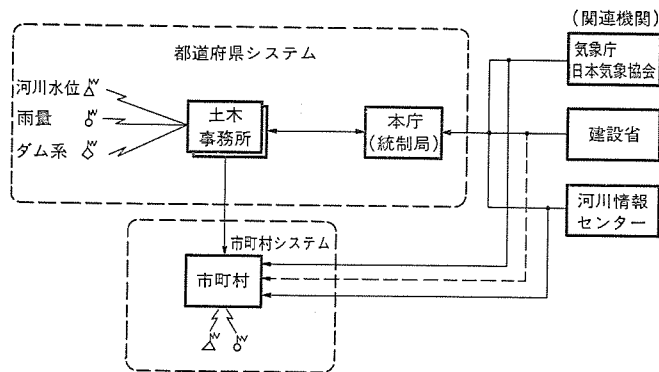 (関連機関)
都道府県システム
気象庁
日本気象協会
河川水位
雨量
ダム系
土木
事務所
本庁
(統制局)
建設省
河川情報
センター
市町村システム
市町村